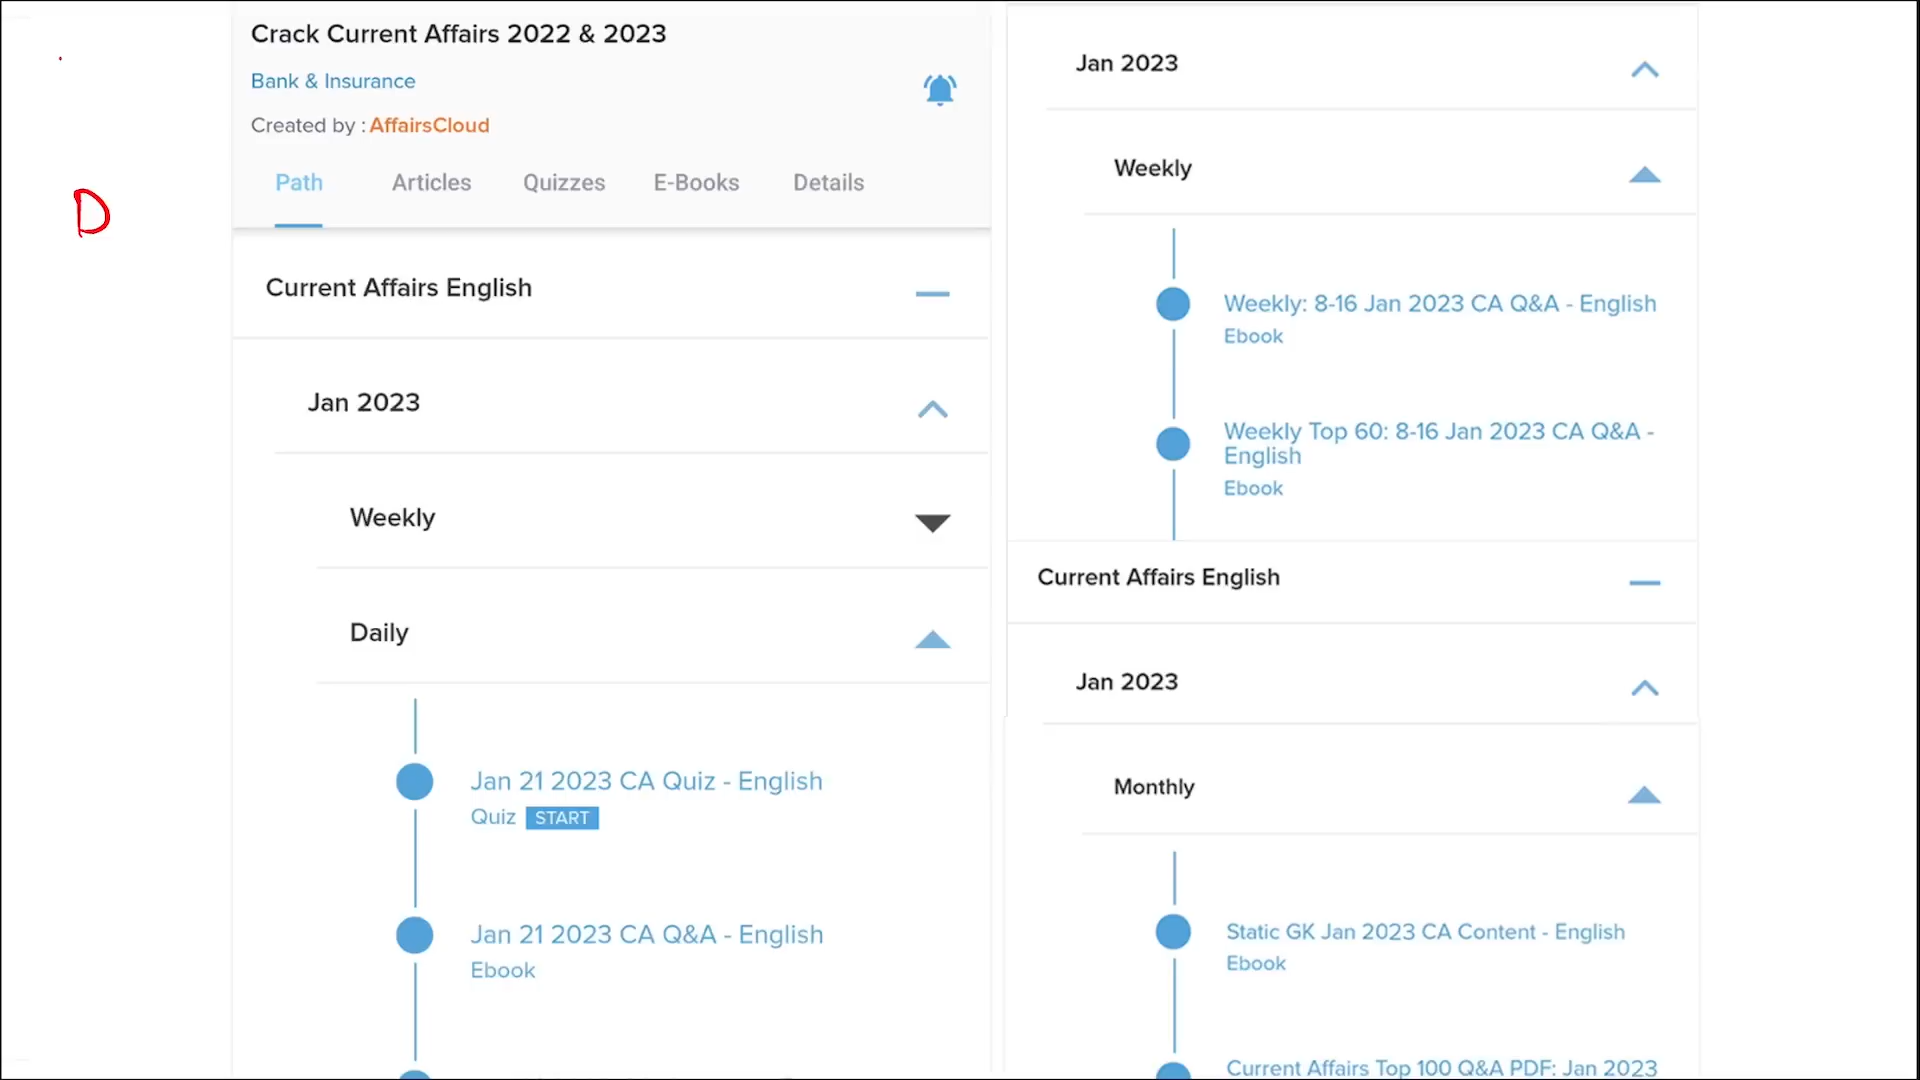 Crack Current Affairs 2022 & 2023
Bank & Insurance
Created by : AffairsCloud
Path Articles Quizzes E-Books Details
D
Current Affairs English
Jan 2023
Weekly
Daily
Jan 21 2023 CA Quiz - English
Quiz START
Jan 21 2023 CA Q&A - English
Ebook
Jan 2023
Weekly
Weekly: 8-16 Jan 2023 CA Q&A - English
Ebook
Weekly Top 60: 8-16 Jan 2023 CA Q&A -
English
Ebook
Current Affairs English
Jan 2023
Monthly
Static GK Jan 2023 CA Content - English
Ebook
Current Affairs Top 100 Q&A PDF: Jan 2023